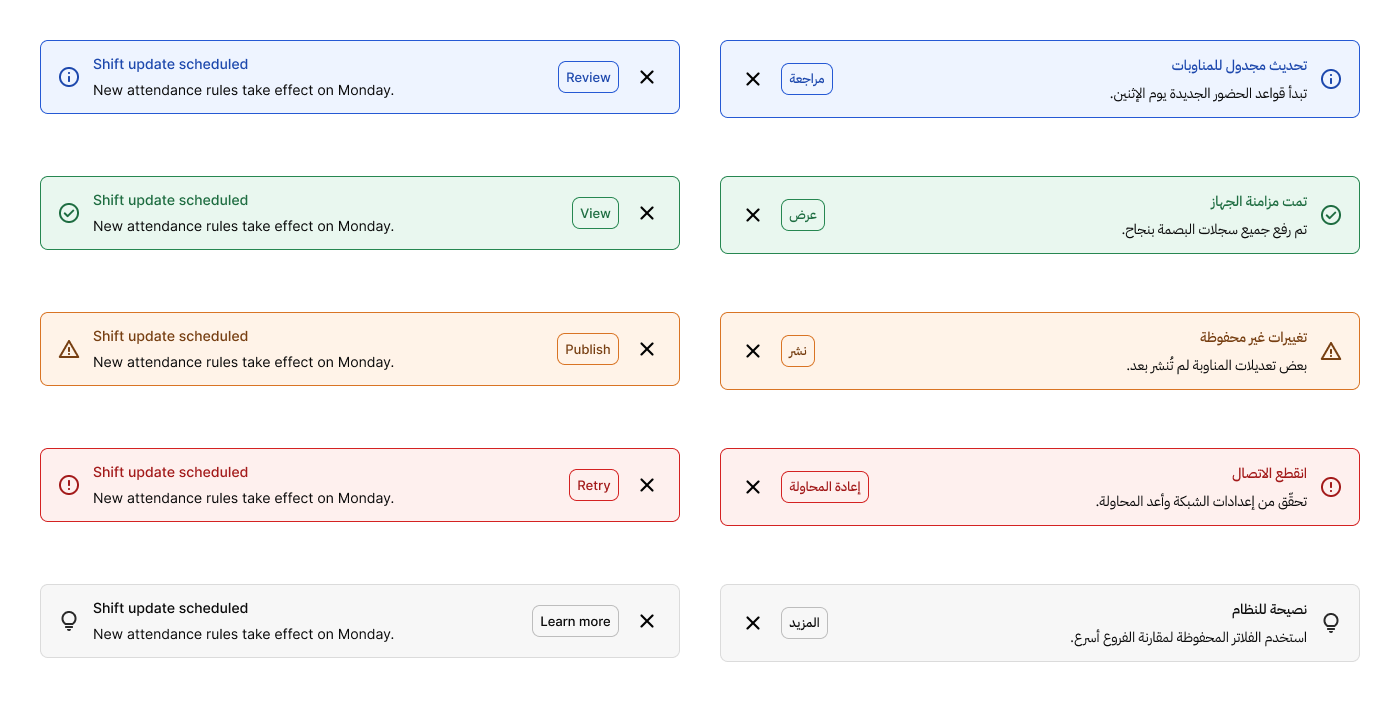 Shift update scheduled
New attendance rules take effect on Monday.
Review
تحديث مجدول للمناوبات
تبدأ قواعد الحضور الجديدة يوم الإثنين.
مراجعة
Shift update scheduled
New attendance rules take effect on Monday.
View
تمت مزامنة الجهاز
تم رفع جميع سجلات البصمة بنجاح.
عرض
Shift update scheduled
New attendance rules take effect on Monday.
Publish
تغييرات غير محفوظة
بعض تعديلات المناوبة لم تُنشر بعد.
نشر
Shift update scheduled
New attendance rules take effect on Monday.
Retry
انقطع الاتصال
تحقّق من إعدادات الشبكة وأعد المحاولة.
إعادة المحاولة
Shift update scheduled
New attendance rules take effect on Monday.
Learn more
نصيحة للنظام
استخدم الفلاتر المحفوظة لمقارنة الفروع أسرع.
المزيد